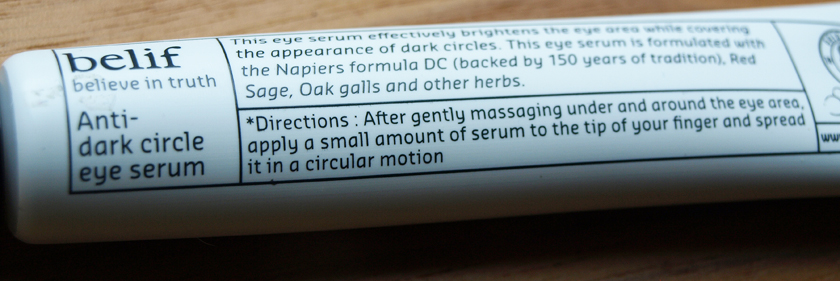 belif
believe in truth
Anti-
dark circle
eye serum
This eye serum effectively brightens the eye area while covering
the appearance of dark circles. This eye serum is formulated with
the Napiers formula DC (backed by 150 years of tradition), Red
Sage, Oak galls and other herbs.
*Directions : After gently massaging under and around the eye area,
apply a small amount of serum to the tip of your finger and spread
it in a circular motion